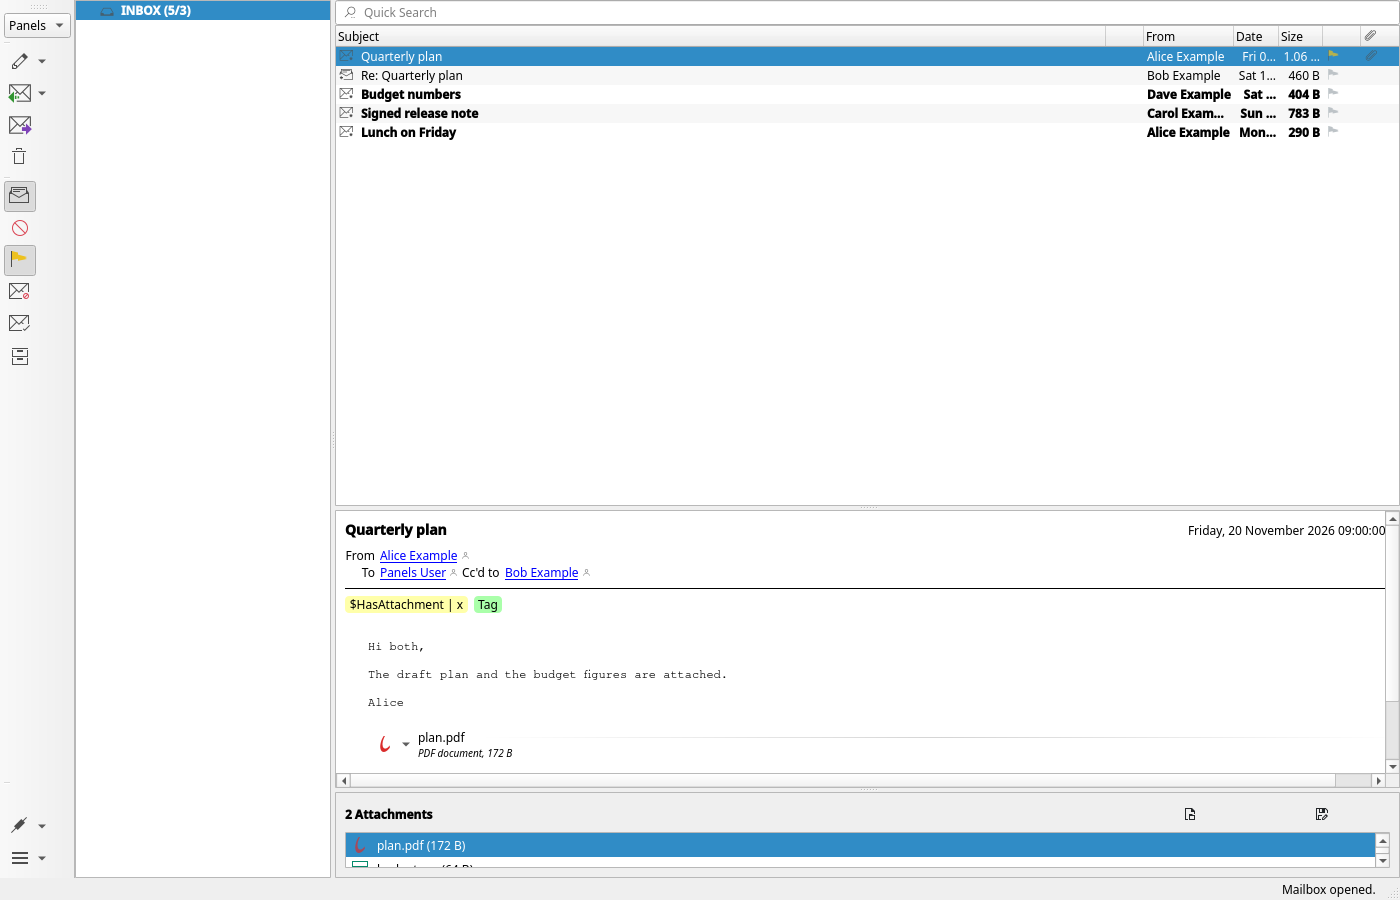 Panels
INBOX (5/3)
Quick Search
Subject From Date Size
Quarterly plan Alice Example Fri 0... 1.06 ...
Re: Quarterly plan Bob Example Sat 1... 460 B
Budget numbers Dave Example Sat ... 404 B
Signed release note Carol Exam... Sun ... 783 B
Lunch on Friday Alice Example Mon... 290 B
Quarterly plan Friday, 20 November 2026 09:00:00
From Alice Example
To Panels User Cc'd to Bob Example
$HasAttachment | x Tag
Hi both,
The draft plan and the budget figures are attached.
Alice
plan.pdf
PDF document, 172 B
2 Attachments
plan.pdf (172 B)
Mailbox opened.